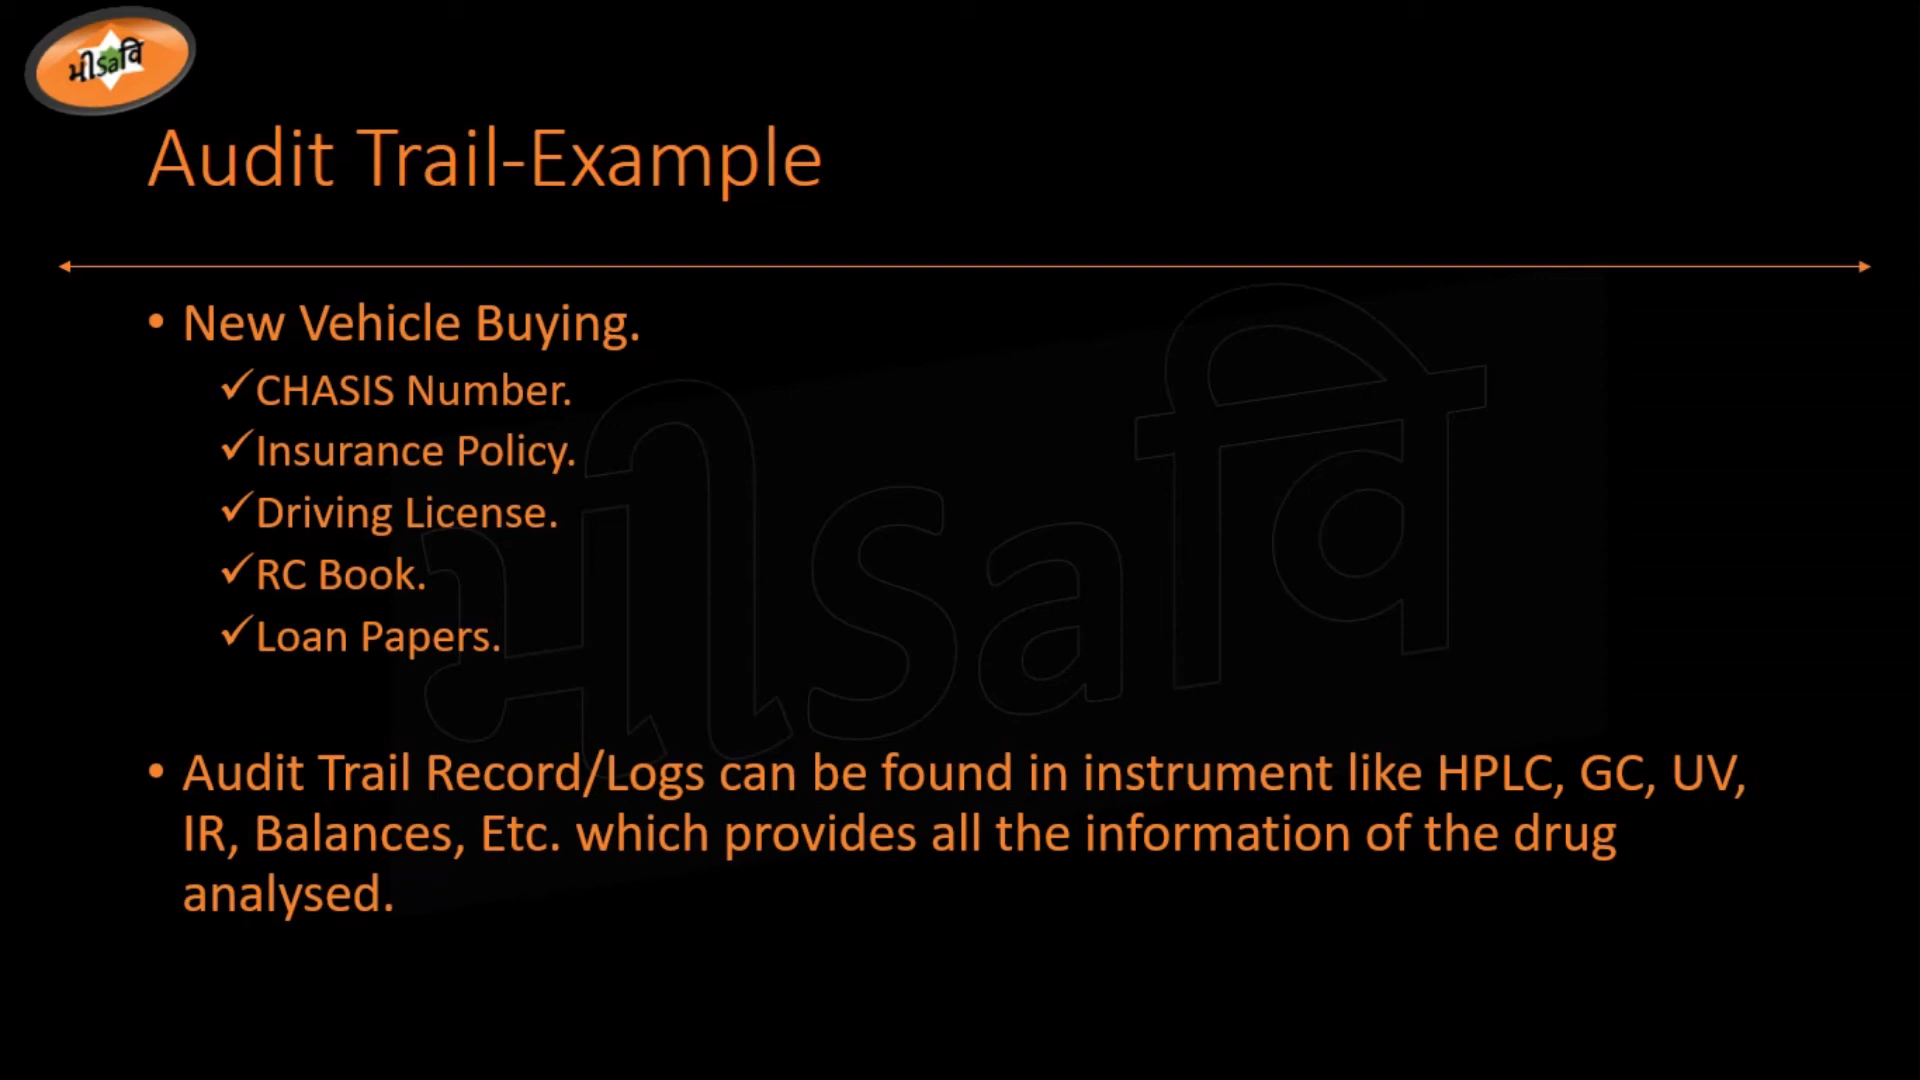 मीsaवि
Audit Trail-Example
• New Vehicle Buying.
✓CHASIS Number.
✓Insurance Policy.
✓Driving License.
✓RC Book.
✓Loan Papers.
मीsaवि
• Audit Trail Record/Logs can be found in instrument like HPLC, GC, UV,
IR, Balances, Etc. which provides all the information of the drug
analysed.